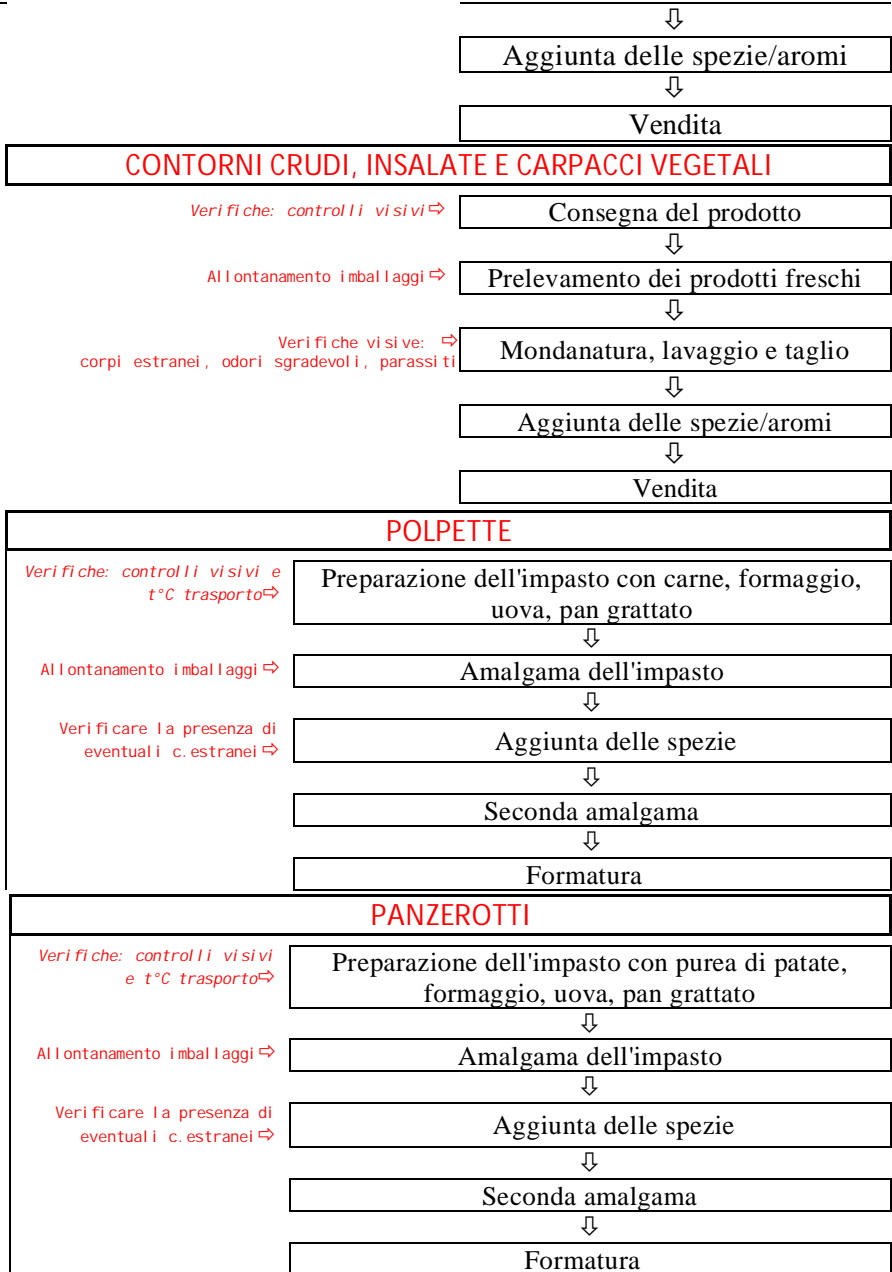 ⇩
Aggiunta delle spezie/aromi
⇩
Vendita
CONTORNI CRUDI, INSALATE E CARPACCI VEGETALI
Verifiche: controlli visivi⇨ Consegna del prodotto
⇩
Allontanamento imballaggi⇨ Prelevamento dei prodotti freschi
⇩
Verifiche visive: ⇨
corpi estranei, odori sgradevoli, parassiti
Mondanatura, lavaggio e taglio
⇩
Aggiunta delle spezie/aromi
⇩
Vendita
POLPETTE
Verifiche: controlli visivi e
t°C trasporto⇨
Preparazione dell'impasto con carne, formaggio,
uova, pan grattato
⇩
Allontanamento imballaggi⇨ Amalgama dell'impasto
⇩
Verificare la presenza di
eventuali c.estranei⇨
Aggiunta delle spezie
⇩
Seconda amalgama
⇩
Formatura
PANZEROTTI
Verifiche: controlli visivi
e t°C trasporto⇨
Preparazione dell'impasto con purea di patate,
formaggio, uova, pan grattato
⇩
Allontanamento imballaggi⇨ Amalgama dell'impasto
⇩
Verificare la presenza di
eventuali c.estranei⇨
Aggiunta delle spezie
⇩
Seconda amalgama
⇩
Formatura